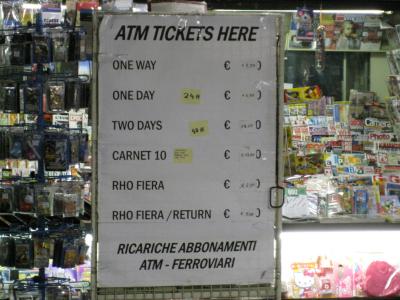 ATM TICKETS HERE
ONE WAY €
ONE DAY 24H €
TWO DAYS 48H €
CARNET 10 €
RHO FIERA €
RHO FIERA / RETURN €
RICARICHE ABBONAMENTI
ATM - FERROVIARI